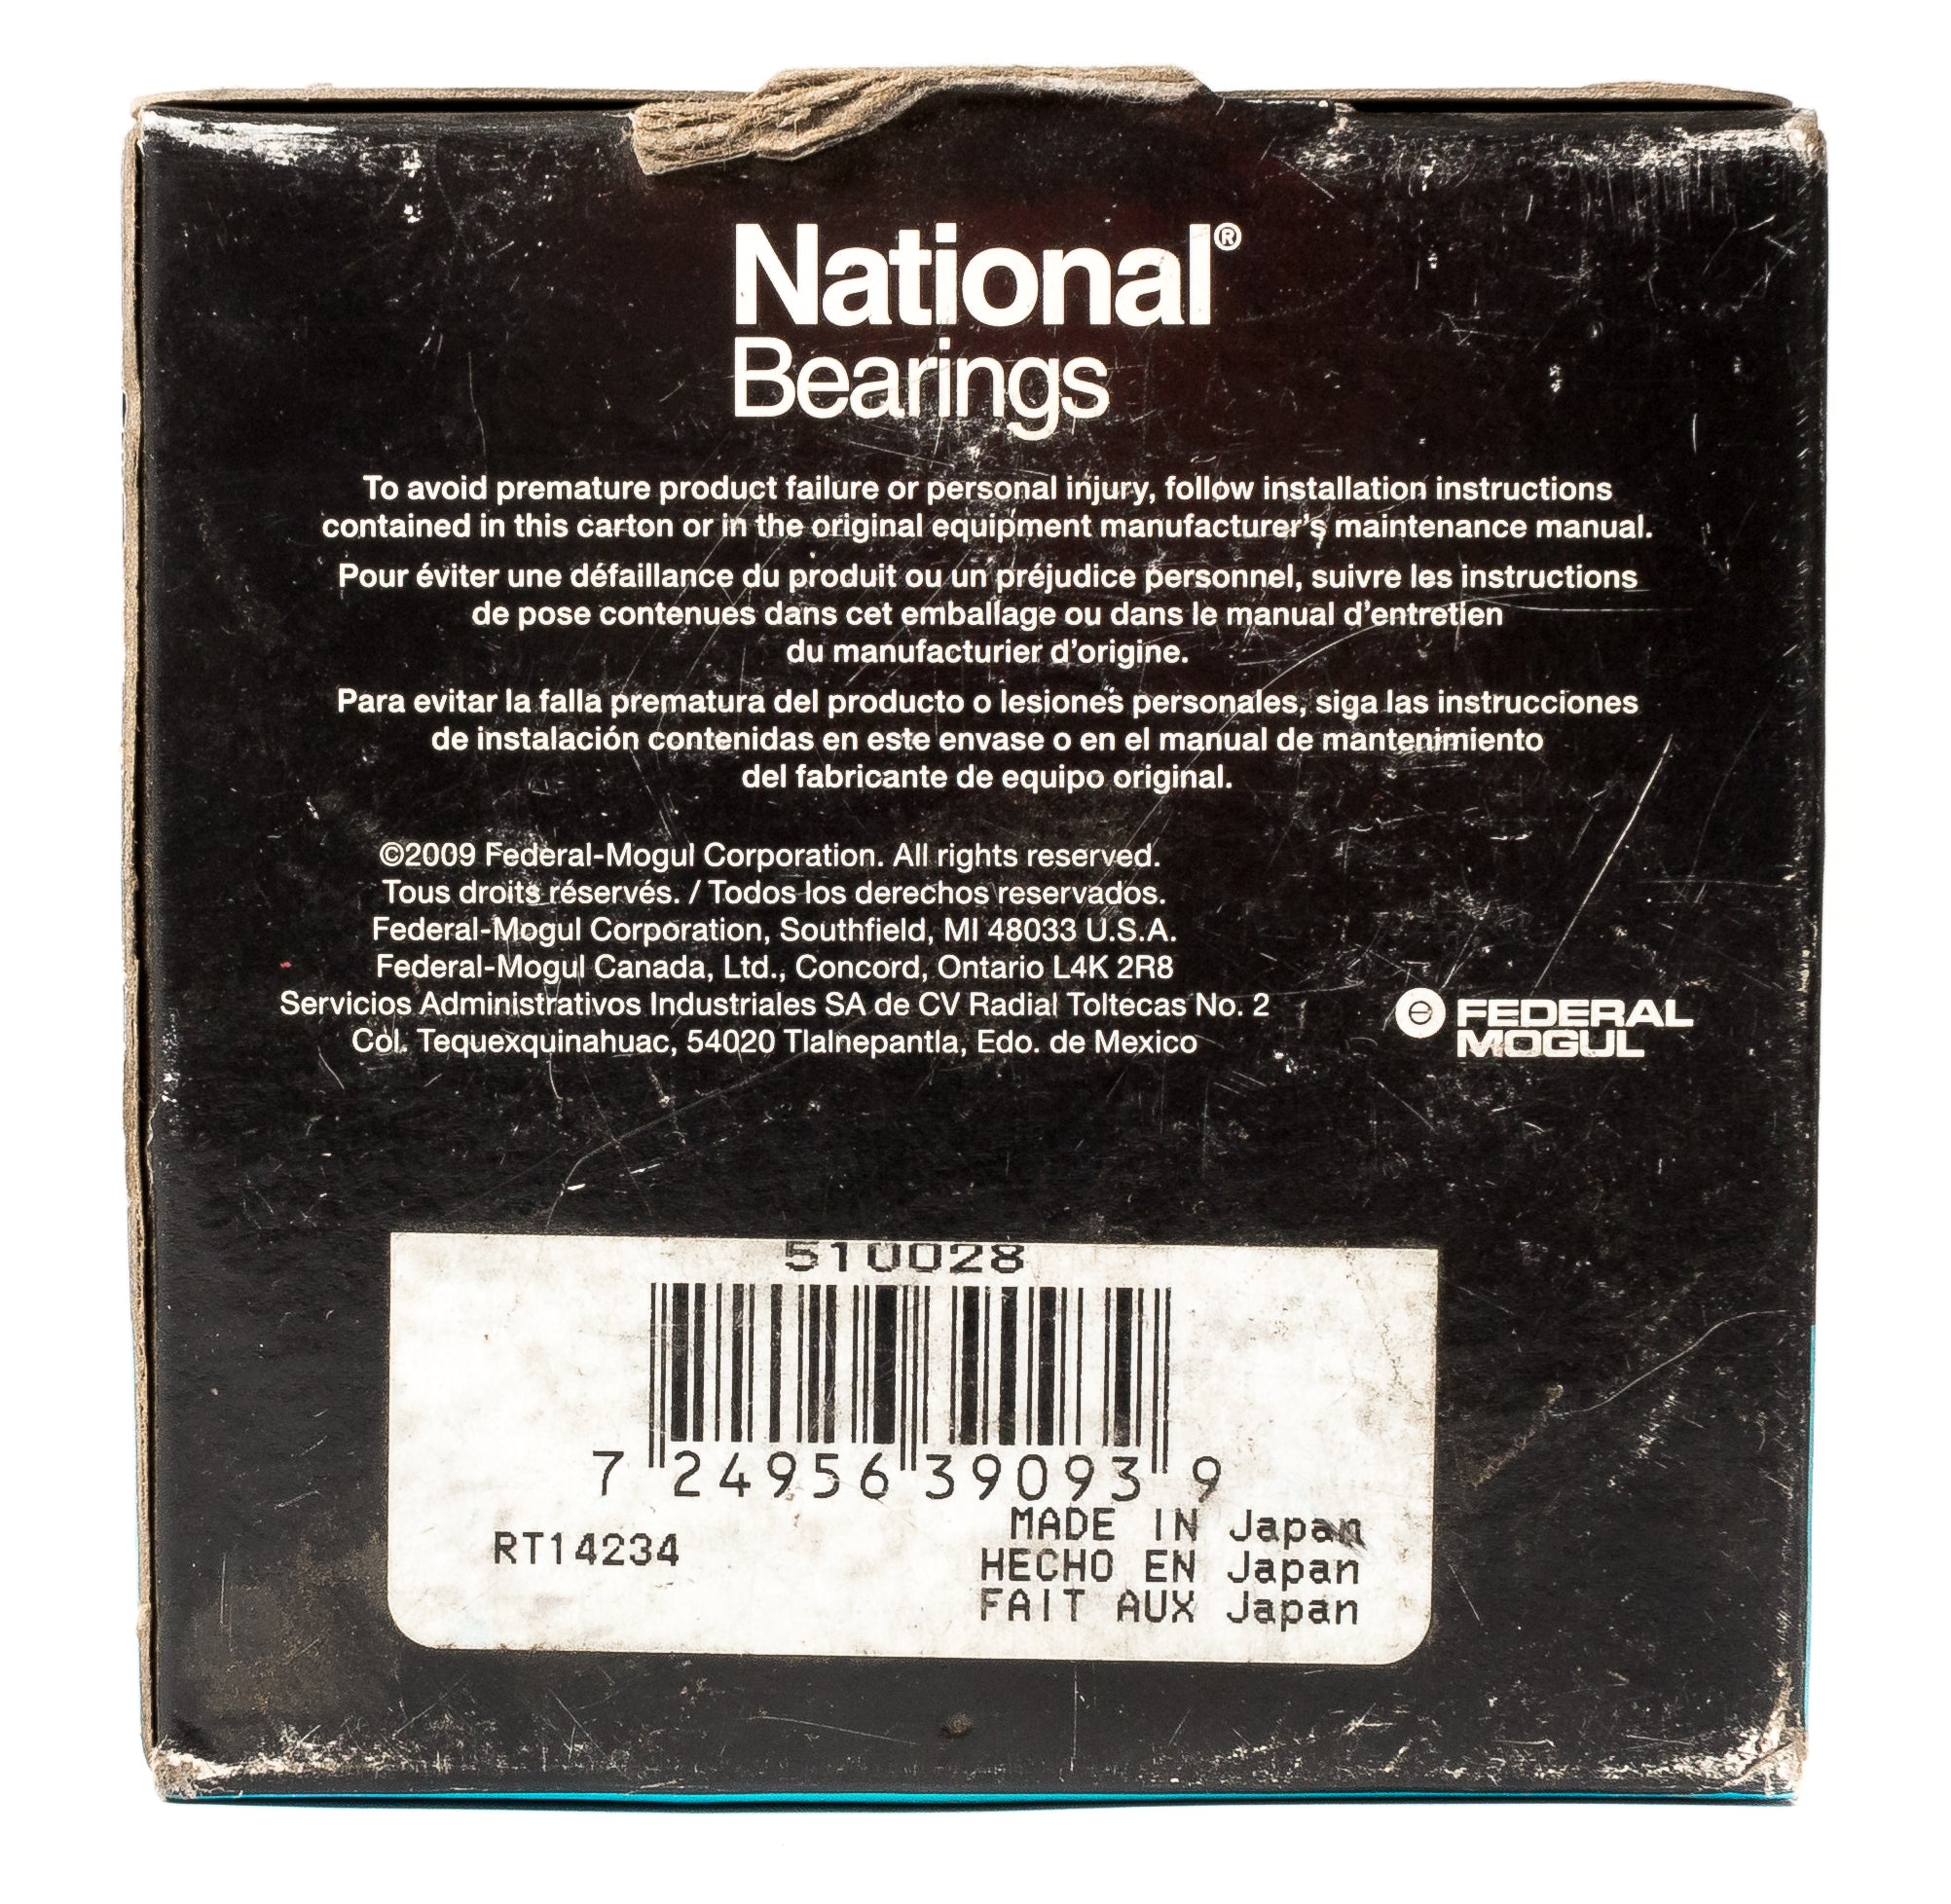 National®
Bearings
To avoid premature product failure or personal injury, follow installation instructions
contained in this carton or in the original equipment manufacturer's maintenance manual.
Pour éviter une défaillance du produit ou un préjudice personnel, suivre les instructions
de pose contenues dans cet emballage ou dans le manual d'entretien
du manufacturier d'origine.
Para evitar la falla prematura del producto o lesiones personales, siga las instrucciones
de instalación contenidas en este envase o en el manual de mantenimiento
del fabricante de equipo original.
©2009 Federal-Mogul Corporation. All rights reserved.
Tous droits réservés. / Todos los derechos reservados.
Federal-Mogul Corporation, Southfield, MI 48033 U.S.A.
Federal-Mogul Canada, Ltd., Concord, Ontario L4K 2R8
Servicios Administrativos Industriales SA de CV Radial Toltecas No. 2
Col. Tequexquinahuac, 54020 Tlalnepantla, Edo. de Mexico
FEDERAL
MOGUL
510028
7 24956 39093 9
RT14234
MADE IN Japan
HECHO EN Japan
FAIT AUX Japan